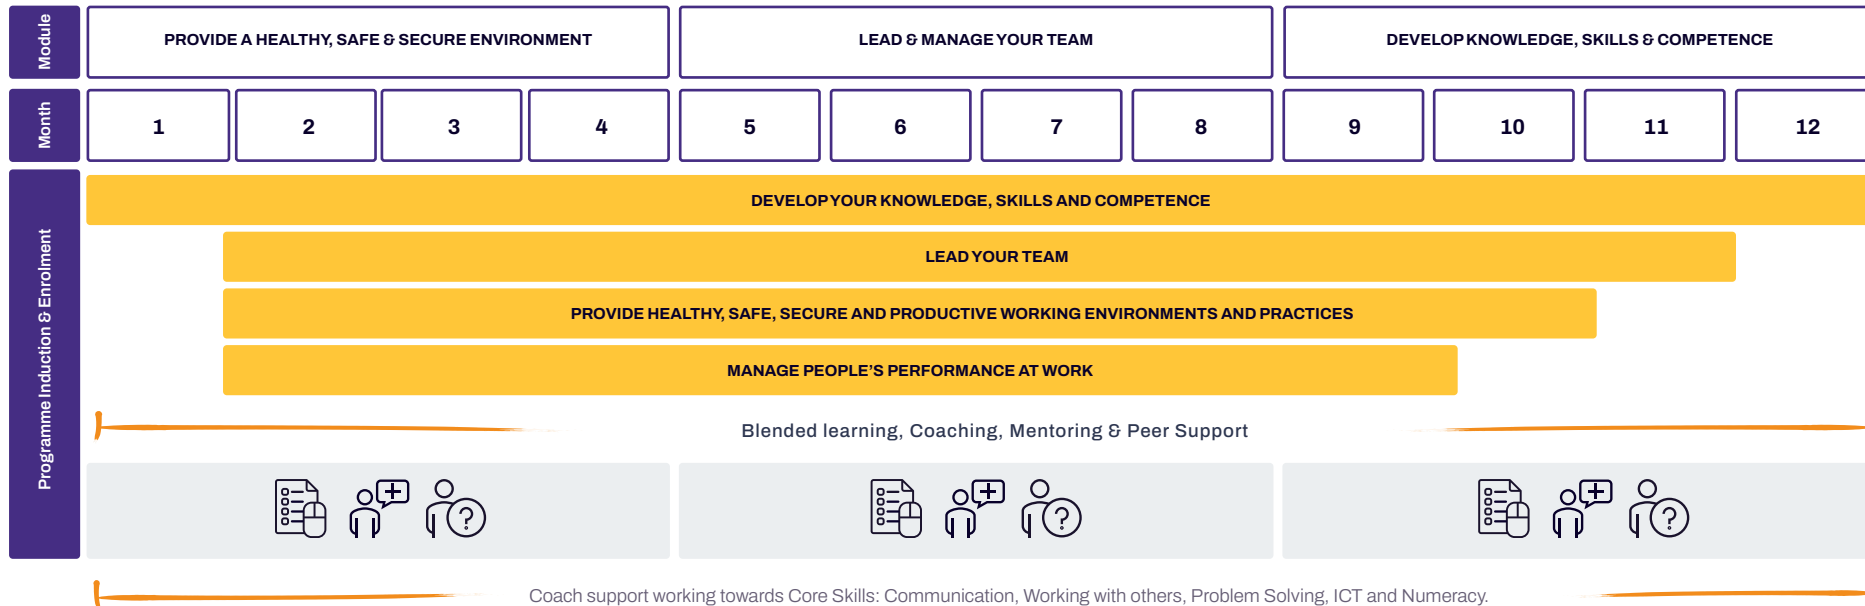 Module
PROVIDE A HEALTHY, SAFE & SECURE ENVIRONMENT
LEAD & MANAGE YOUR TEAM
DEVELOP KNOWLEDGE, SKILLS & COMPETENCE
Month
1
2
3
4
5
6
7
8
9
10
11
12
Programme Induction & Enrolment
DEVELOP YOUR KNOWLEDGE, SKILLS AND COMPETENCE
LEAD YOUR TEAM
PROVIDE HEALTHY, SAFE, SECURE AND PRODUCTIVE WORKING ENVIRONMENTS AND PRACTICES
MANAGE PEOPLE’S PERFORMANCE AT WORK
Blended learning, Coaching, Mentoring & Peer Support
?
?
?
Coach support working towards Core Skills: Communication, Working with others, Problem Solving, ICT and Numeracy.